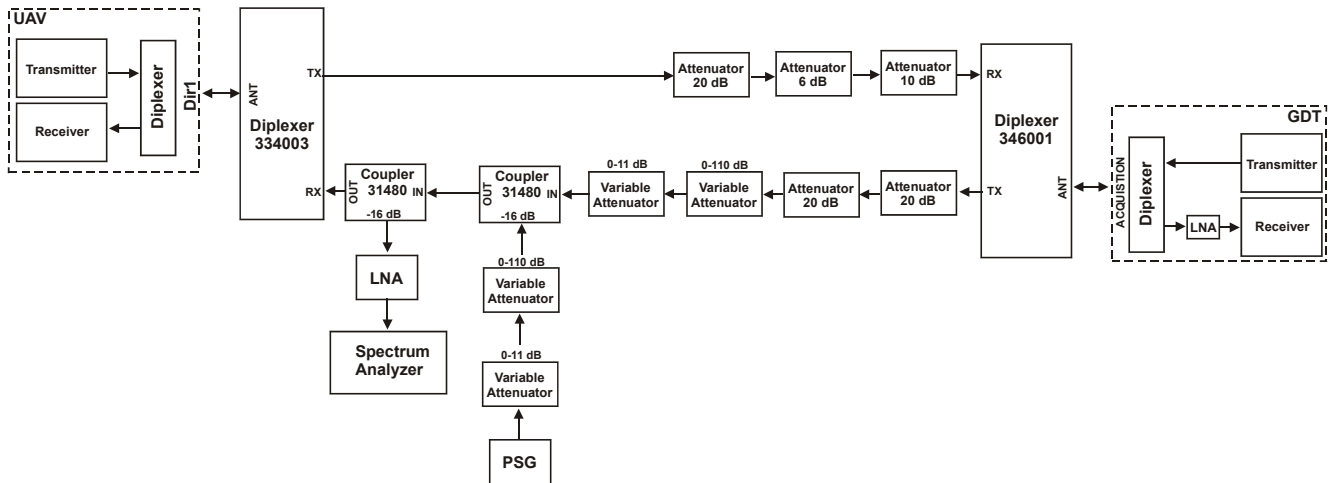 UAV
Transmitter
Receiver
Diplexer
Dir1
ANT
TX
Diplexer
334003
RX
Attenuator
20 dB
Attenuator
6 dB
Attenuator
10 dB
RX
Diplexer
346001
TX
ANT
GDT
ACQUISTION
Diplexer
Transmitter
LNA
Receiver
OUT
Coupler
31480
IN
-16 dB
OUT
Coupler
31480
IN
-16 dB
0-11 dB
Variable
Attenuator
0-110 dB
Variable
Attenuator
Attenuator
20 dB
Attenuator
20 dB
LNA
Spectrum
Analyzer
0-110 dB
Variable
Attenuator
0-11 dB
Variable
Attenuator
PSG